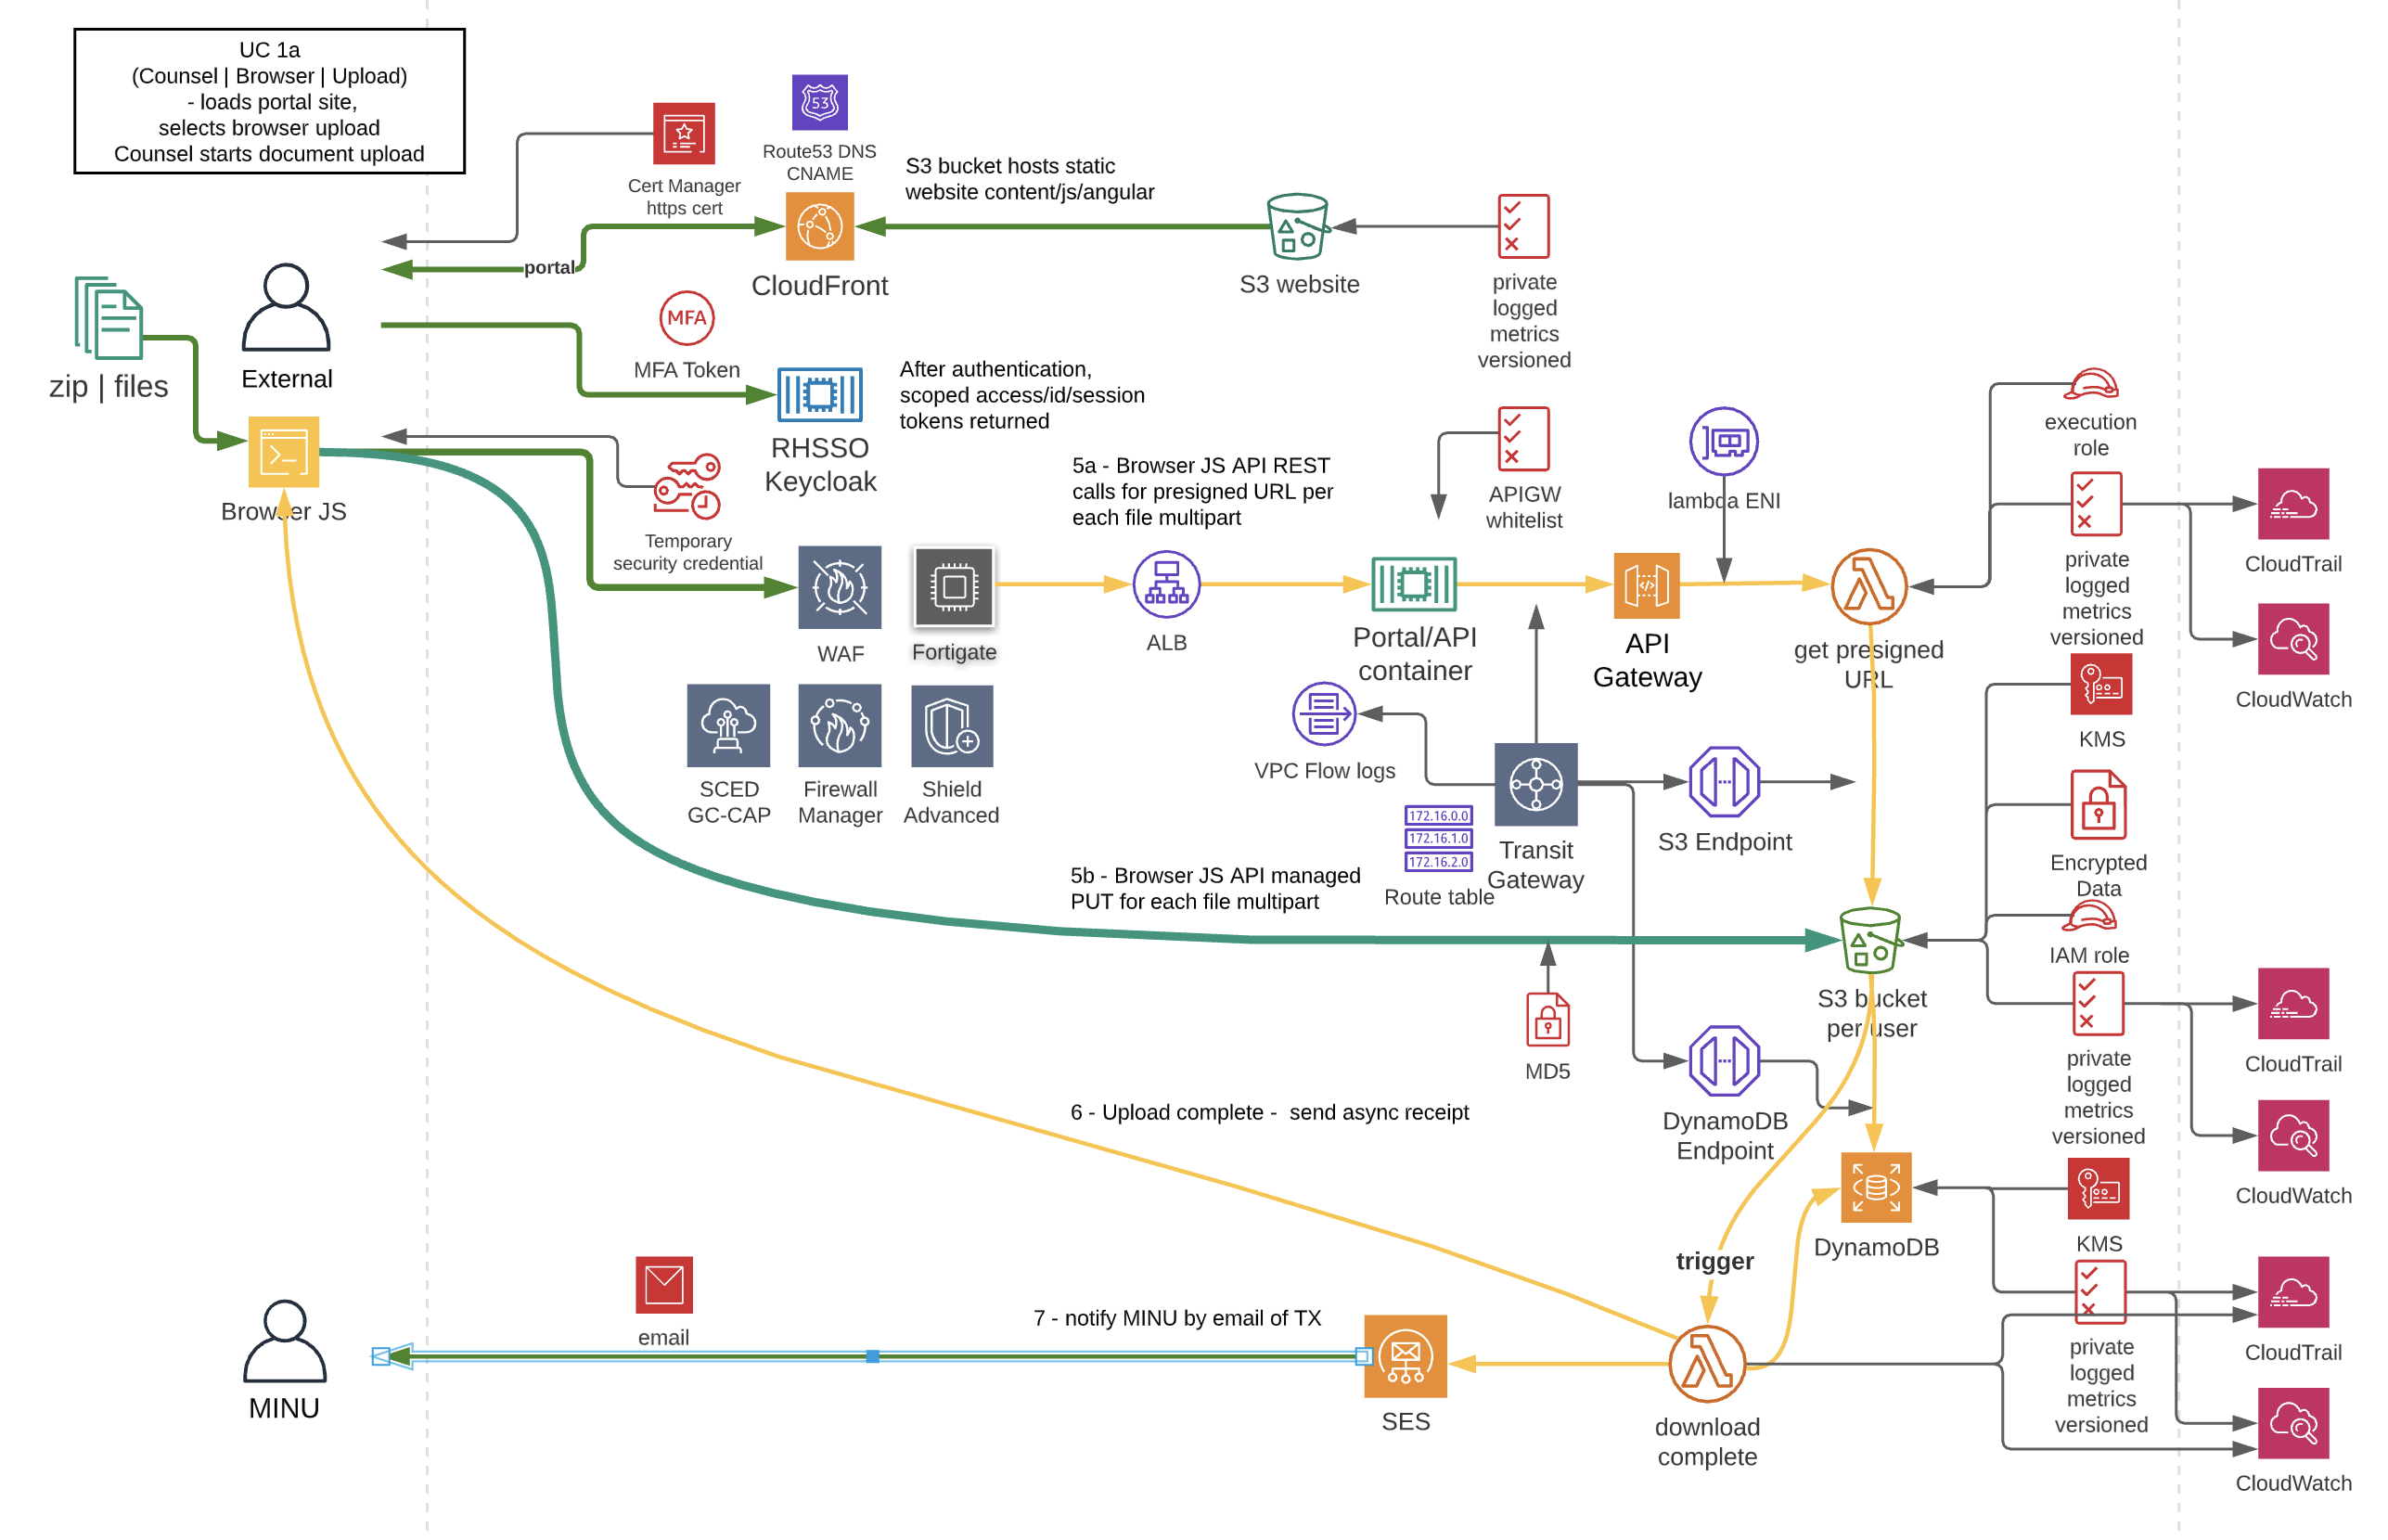 UC 1a
(Counsel | Browser | Upload)
- loads portal site,
selects browser upload
Counsel starts document upload
53
Route53 DNS
CNAME
Cert Manager
https cert
S3 bucket hosts static
website content/js/angular
portal
CloudFront
S3 website
private
logged
metrics
versioned
zip | files
External
MFA
MFA Token
After authentication,
scoped access/id/session
tokens returned
RHSSO
Keycloak
Browser JS
Temporary
security credential
5a - Browser JS API REST
calls for presigned URL per
each file multipart
APIGW
whitelist
lambda ENI
execution
role
private
logged
metrics
versioned
CloudTrail
CloudWatch
WAF
Fortigate
ALB
Portal/API
container
API
Gateway
get presigned
URL
KMS
SCED
GC-CAP
Firewall
Manager
Shield
Advanced
VPC Flow logs
172.16.0.0
172.16.1.0
172.16.2.0
Route table
Transit
Gateway
S3 Endpoint
Encrypted
Data
5b - Browser JS API managed
PUT for each file multipart
IAM role
S3 bucket
per user
MD5
private
logged
metrics
versioned
CloudTrail
CloudWatch
6 - Upload complete -  send async receipt
DynamoDB
Endpoint
DynamoDB
KMS
trigger
email
7 - notify MINU by email of TX
MINU
SES
download
complete
private
logged
metrics
versioned
CloudTrail
CloudWatch